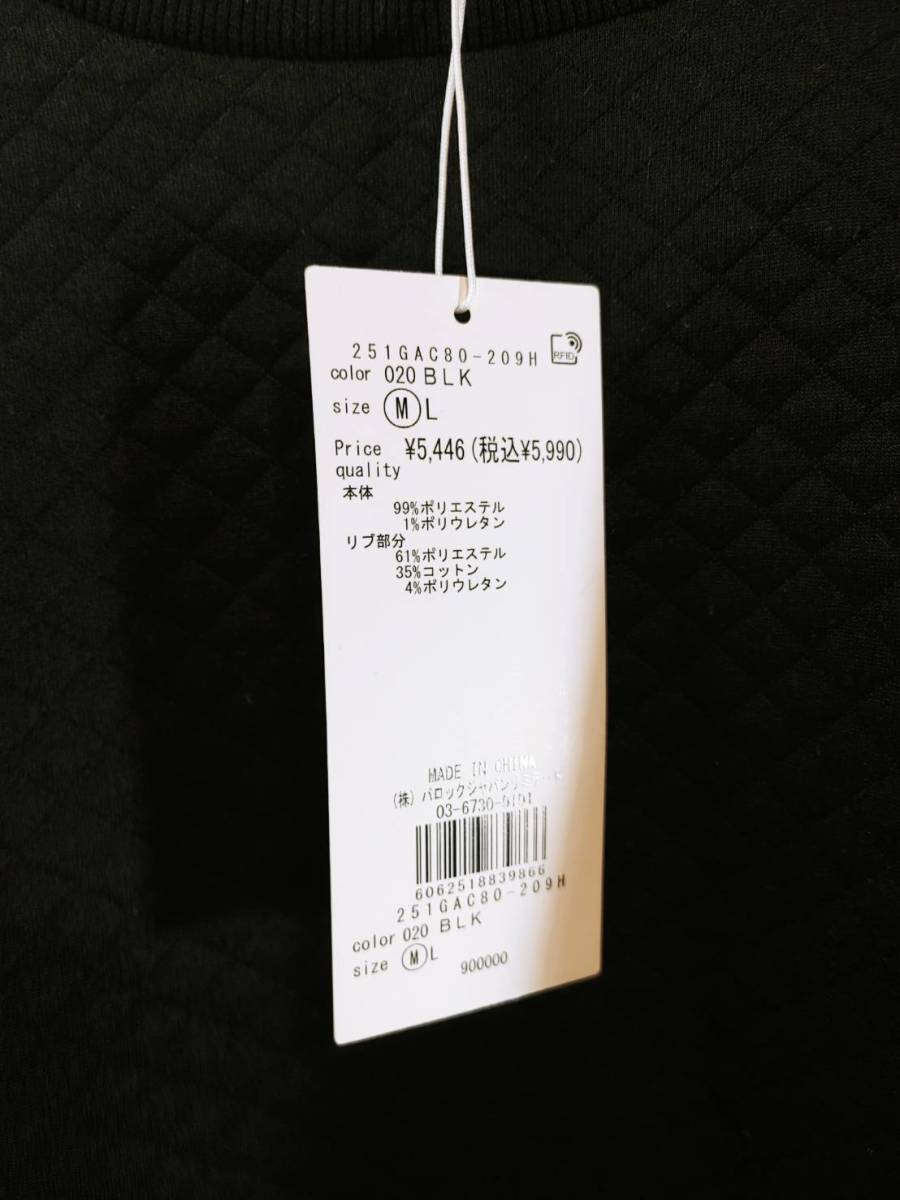 251GAC80-209H
RFID
color 020 BLK
size M L
Price ¥5,446(税込¥5,990)
quality
本体
99%ポリエステル
1%ポリウレタン
リブ部分
61%ポリエステル
35%コットン
4%ポリウレタン
MADE IN CHINA
(株)バロックジャパンリミテード
03-6730-9191
6062518839866
251GAC80-209H
color 020 BLK
size M L
900000